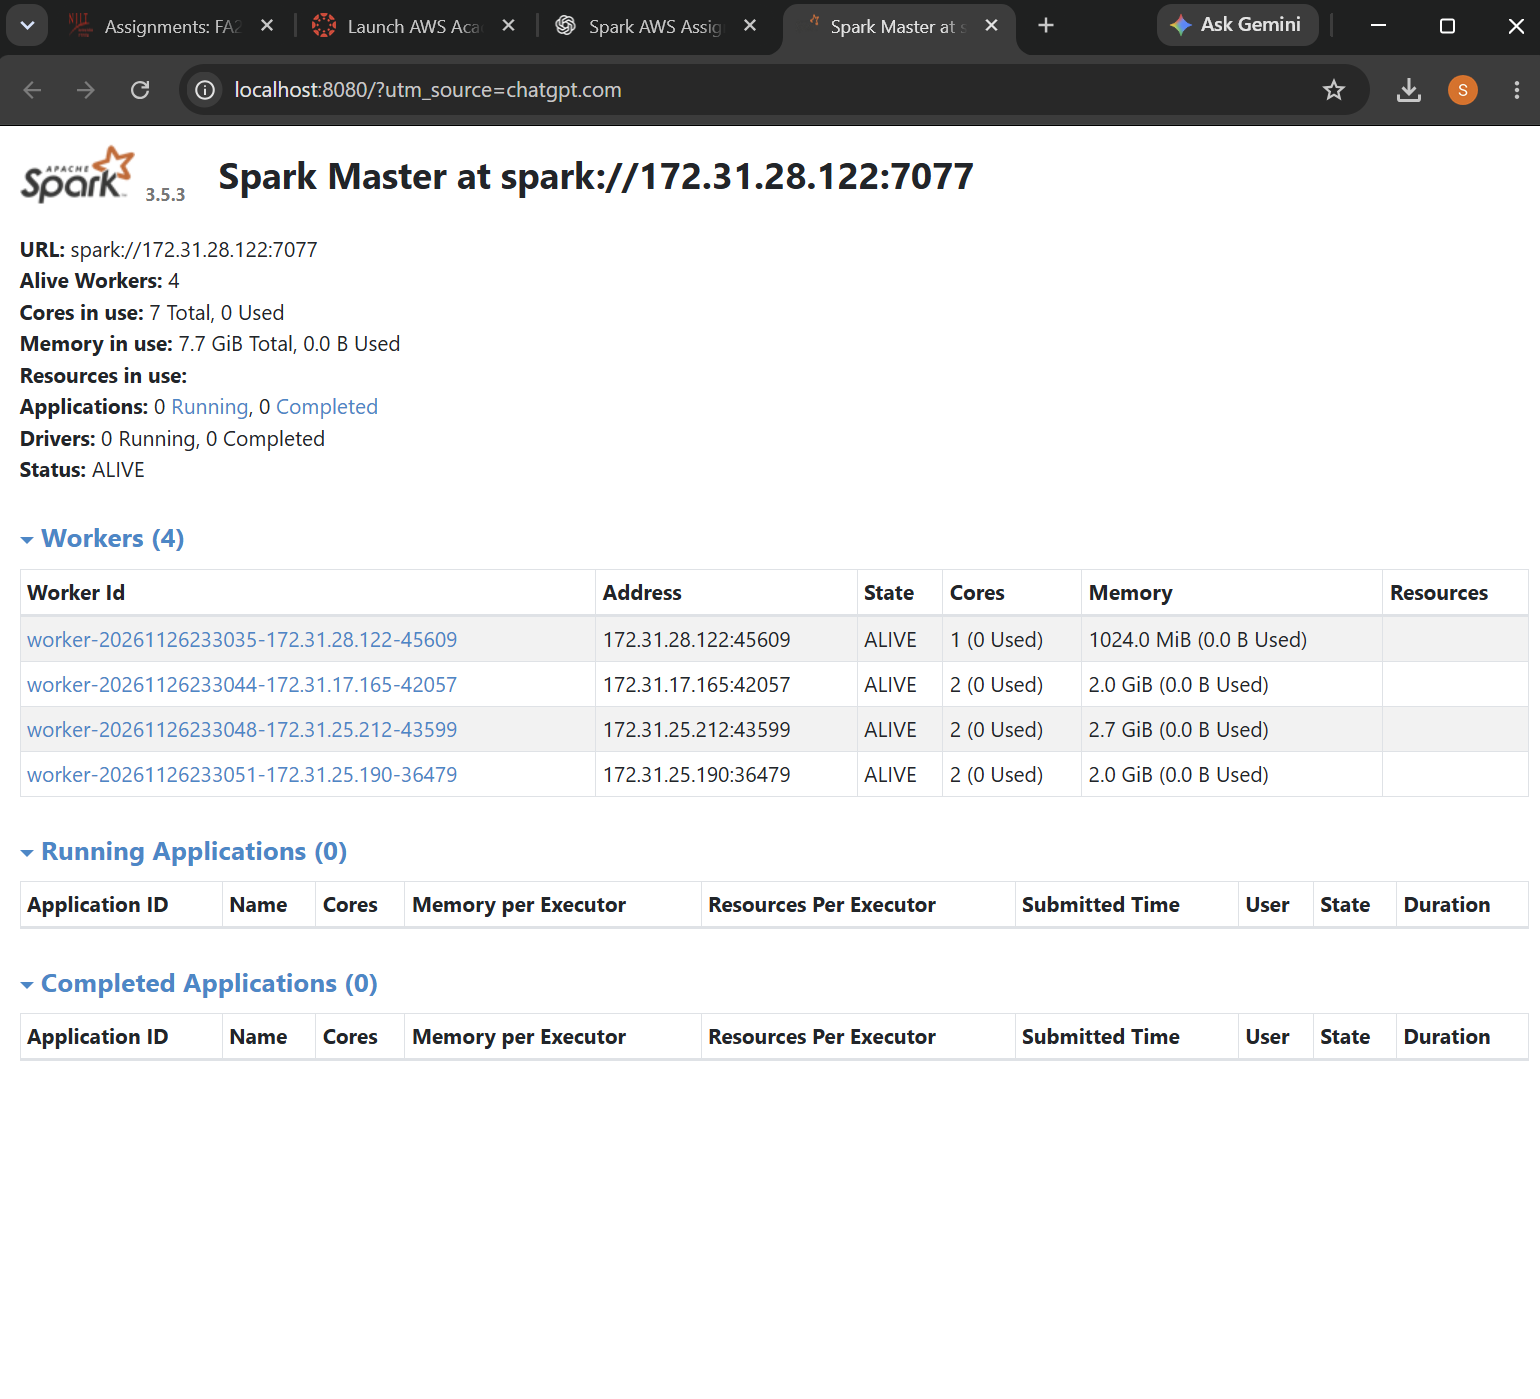 Assignments: FA2
Launch AWS Aca
Spark AWS Assig
Spark Master at s
Ask Gemini
localhost:8080/?utm_source=chatgpt.com
S
APACHE
Spark 3.5.3
Spark Master at spark://172.31.28.122:7077
URL: spark://172.31.28.122:7077
Alive Workers: 4
Cores in use: 7 Total, 0 Used
Memory in use: 7.7 GiB Total, 0.0 B Used
Resources in use:
Applications: 0 Running, 0 Completed
Drivers: 0 Running, 0 Completed
Status: ALIVE
Workers (4)
Worker Id Address State Cores Memory Resources
worker-20261126233035-172.31.28.122-45609 172.31.28.122:45609 ALIVE 1 (0 Used) 1024.0 MiB (0.0 B Used)
worker-20261126233044-172.31.17.165-42057 172.31.17.165:42057 ALIVE 2 (0 Used) 2.0 GiB (0.0 B Used)
worker-20261126233048-172.31.25.212-43599 172.31.25.212:43599 ALIVE 2 (0 Used) 2.7 GiB (0.0 B Used)
worker-20261126233051-172.31.25.190-36479 172.31.25.190:36479 ALIVE 2 (0 Used) 2.0 GiB (0.0 B Used)
Running Applications (0)
Application ID Name Cores Memory per Executor Resources Per Executor Submitted Time User State Duration
Completed Applications (0)
Application ID Name Cores Memory per Executor Resources Per Executor Submitted Time User State Duration